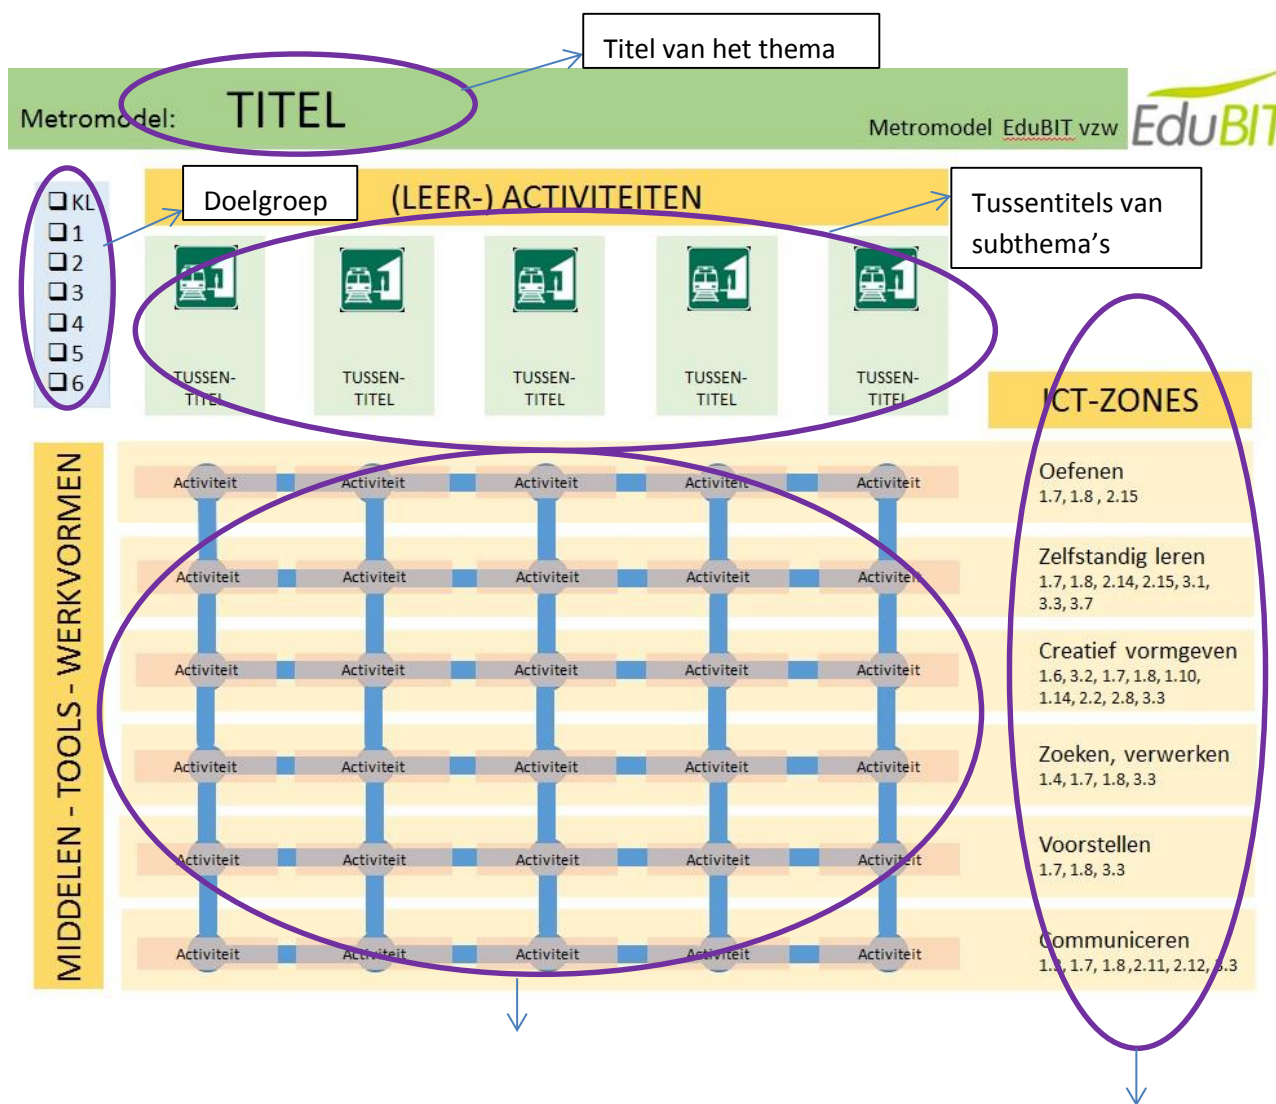 Titel van het thema
Metromodel:
TITEL
Metromodel EduBIT vzw
EduBIT
KL
1
2
3
4
5
6
Doelgroep
(LEER-) ACTIVITEITEN
Tussentitels van
subthema's
TUSSEN-
TITEL
TUSSEN-
TITEL
TUSSEN-
TITEL
TUSSEN-
TITEL
TUSSEN-
TITEL
ICT-ZONES
MIDDELEN - TOOLS - WERKVORMEN
Activiteit Activiteit Activiteit Activiteit Activiteit
Oefenen
1.7, 1.8 , 2.15
Activiteit Activiteit Activiteit Activiteit Activiteit
Zelfstandig leren
1.7, 1.8, 2.14, 2.15, 3.1,
3.3, 3.7
Activiteit Activiteit Activiteit Activiteit Activiteit
Creatief vormgeven
1.6, 3.2, 1.7, 1.8, 1.10,
1.14, 2.2, 2.8, 3.3
Activiteit Activiteit Activiteit Activiteit Activiteit
Zoeken, verwerken
1.4, 1.7, 1.8, 3.3
Activiteit Activiteit Activiteit Activiteit Activiteit
Voorstellen
1.7, 1.8, 3.3
Activiteit Activiteit Activiteit Activiteit Activiteit
Communiceren
1.7, 1.8 ,2.11, 2.12, 3.3